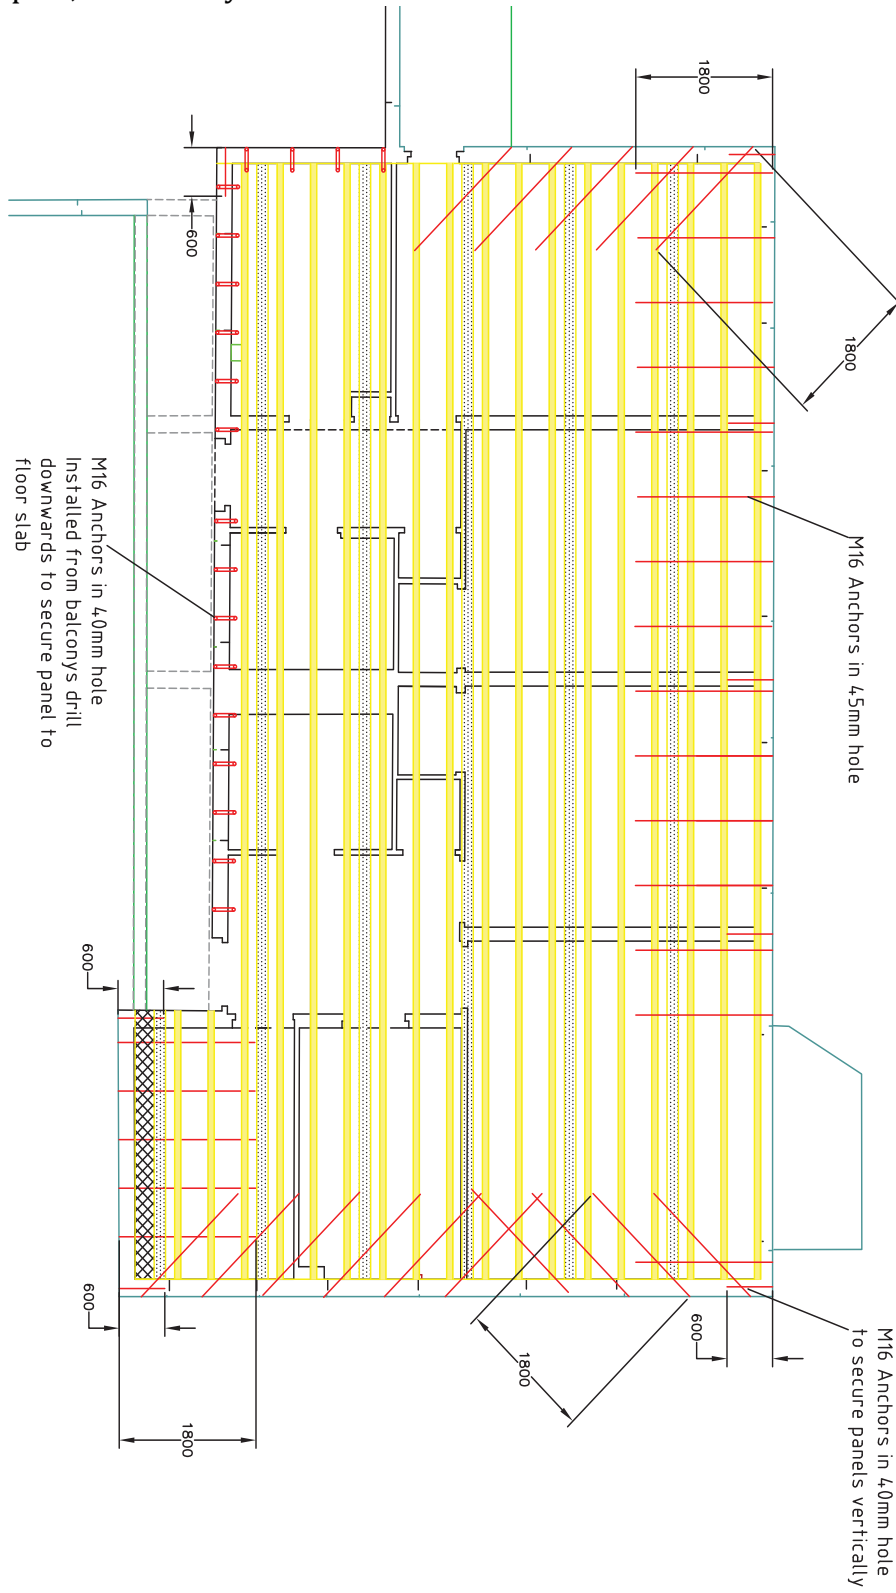 1800
600
1800
M16 Anchors in 45mm hole
M16 Anchors in 40mm hole
Installed from balconys drill
downwards to secure panel to
floor slab
600
600
1800
1800
600
M16 Anchors in 40mm hole
to secure panels vertically